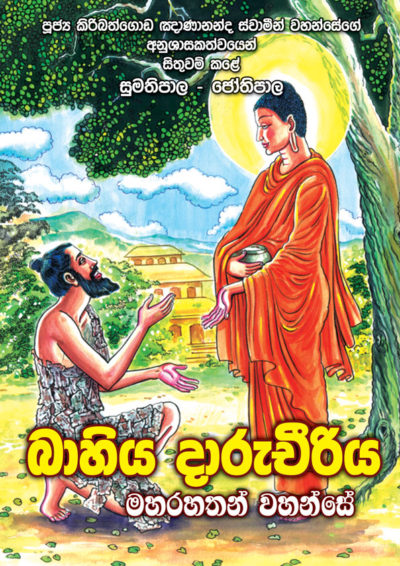 පූජ්‍ය කිරිබත්ගොඩ ඤාණානන්ද ස්වාමීන් වහන්සේගේ
අනුශාසකත්වයෙන්
සිතුවම් කළේ
සුමතිපාල - ජෝතිපාල
බාහිය දාරුචීරිය
මහරහතන් වහන්සේ